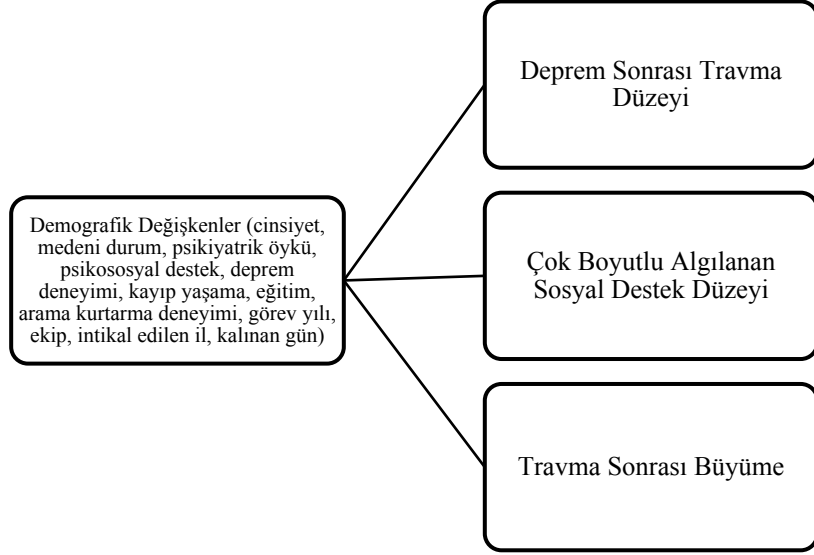 Demografik Değişkenler (cinsiyet,
medeni durum, psikiyatrik öykü,
psikososyal destek, deprem
deneyimi, kayıp yaşama, eğitim,
arama kurtarma deneyimi, görev yılı,
ekip, intikal edilen il, kalınan gün)
Deprem Sonrası Travma
Düzeyi
Çok Boyutlu Algılanan
Sosyal Destek Düzeyi
Travma Sonrası Büyüme